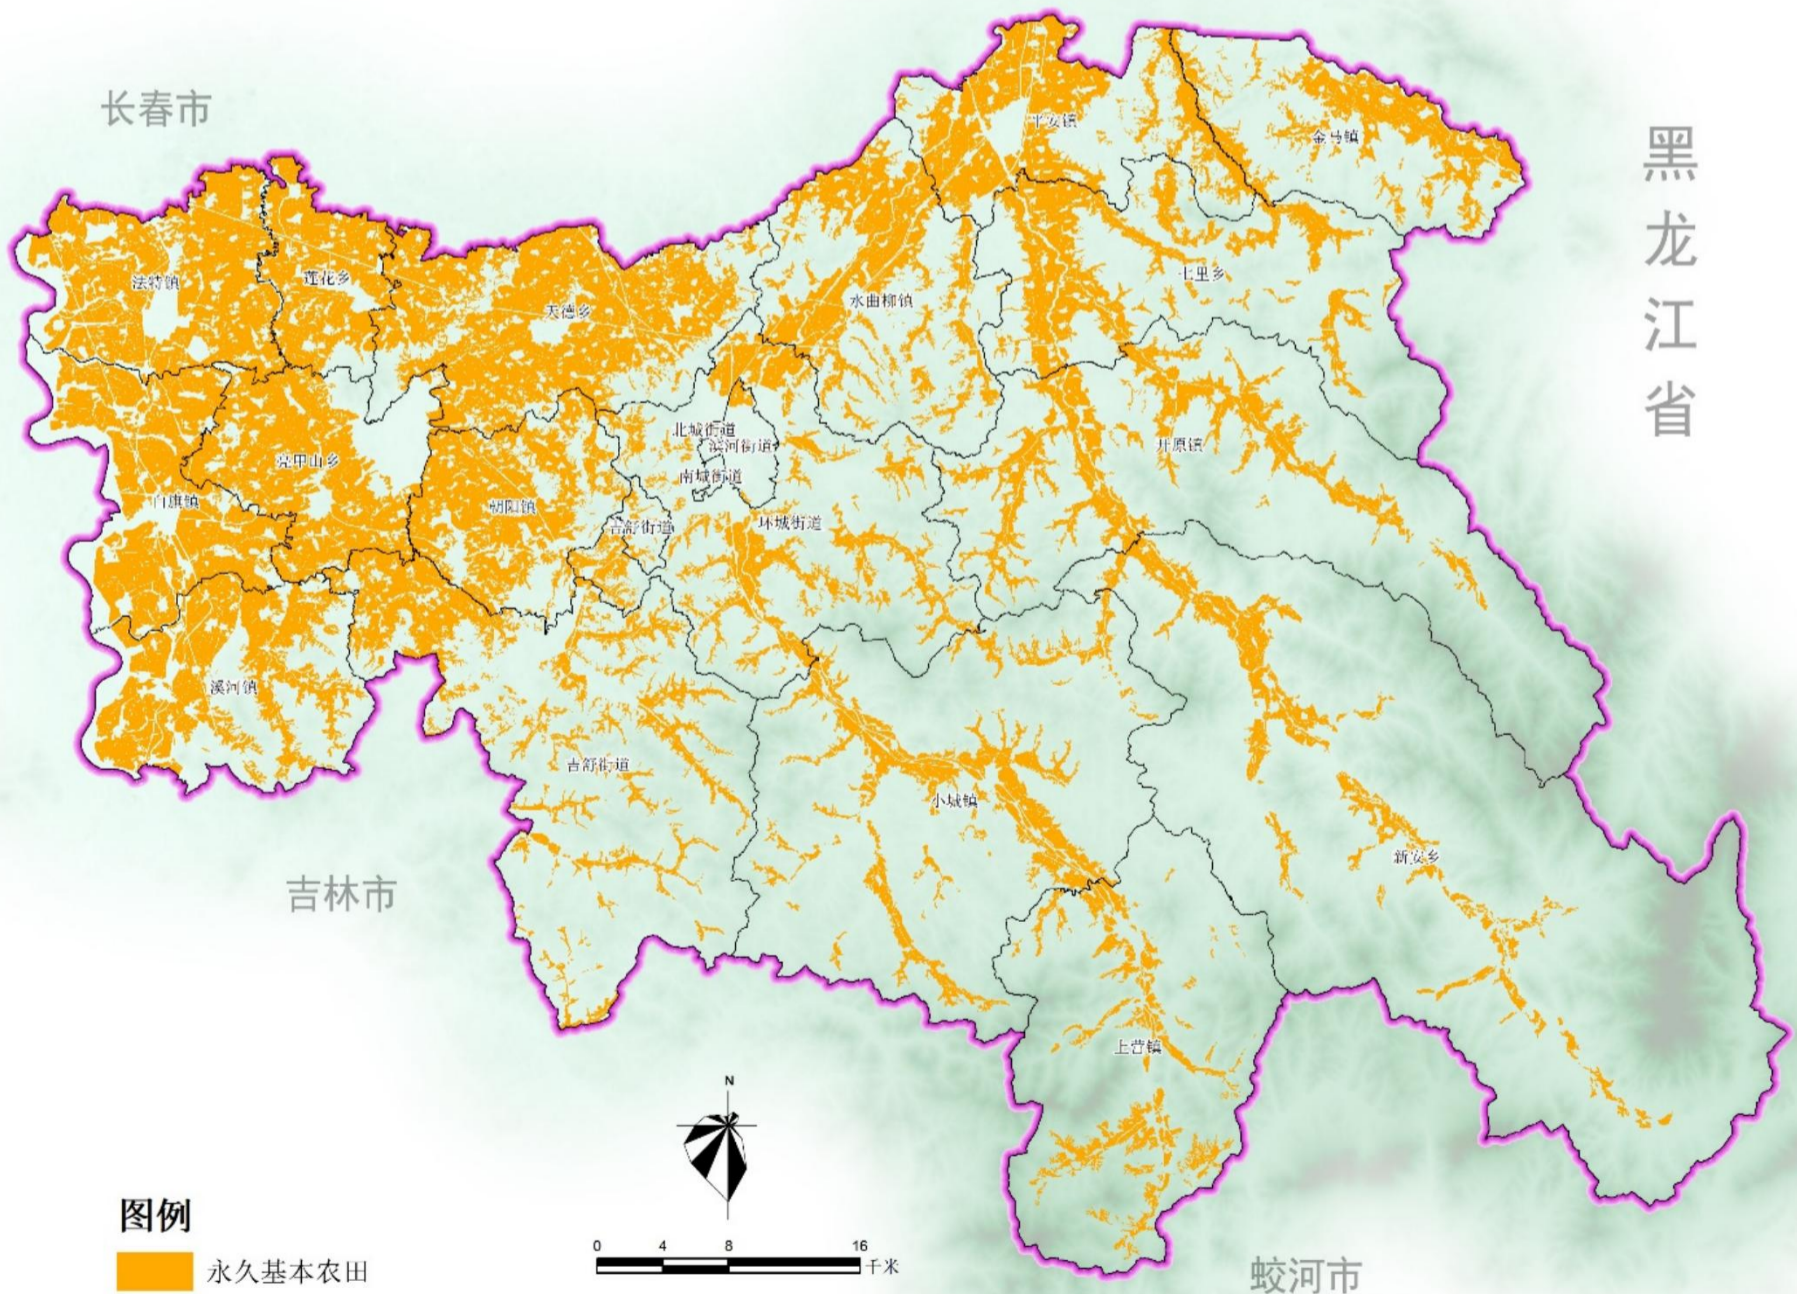 长春市
黑龙江省
平安镇
金马镇
法特镇
莲花乡
七里乡
水曲柳镇
天德乡
北城街道
滨河街道
开原镇
亮甲山乡
南城街道
白旗镇
朝阳镇
吉舒街道
环城街道
溪河镇
吉舒街道
小城镇
新安乡
吉林市
上营镇
N
图例
永久基本农田
0 4 8 16
千米
蛟河市